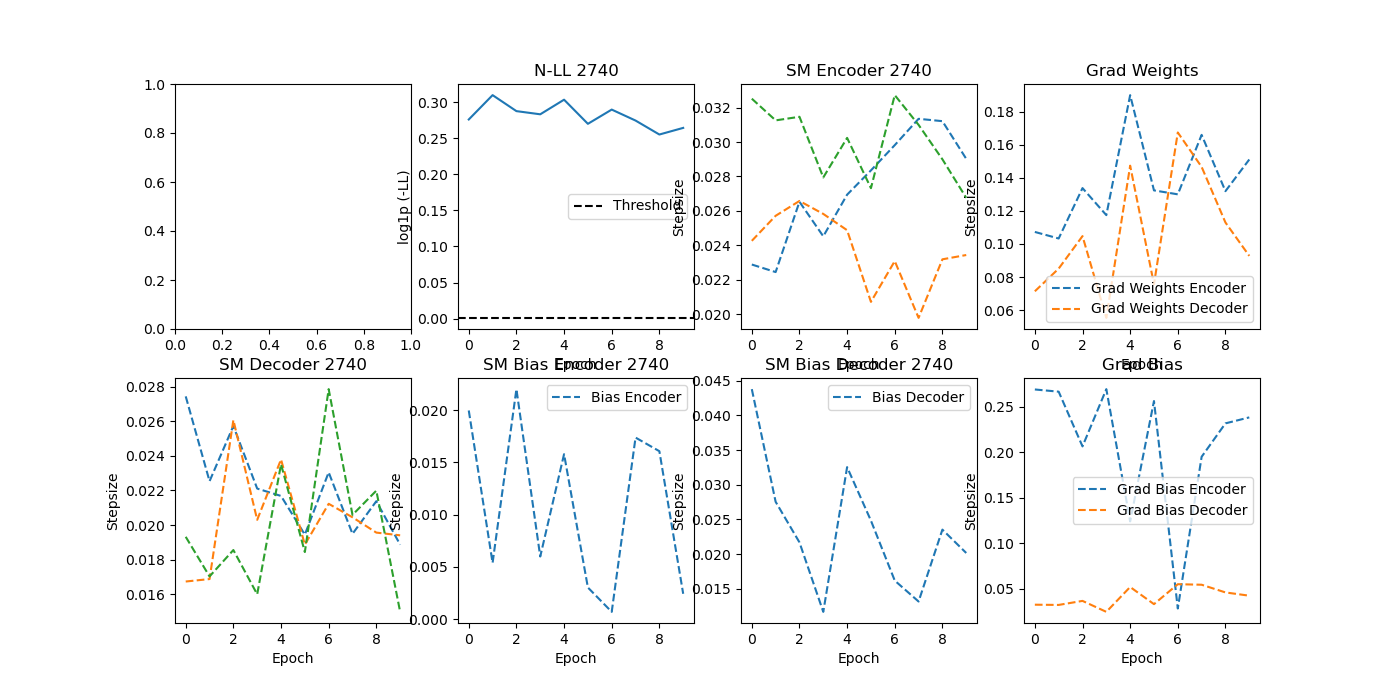 N-LL 2740
SM Encoder 2740
Grad Weights
1.0
0.8
0.6
0.4
0.2
0.0
0.0 0.2 0.4 0.6 0.8 1.0
log1p (-LL)
0.30
0.25
0.20
0.15
0.10
0.05
0.00
Threshold
0 2 4 6 8
Epoch
Stepsize
0.032
0.030
0.028
0.026
0.024
0.022
0.020
0 2 4 6 8
Epoch
Stepsize
0.18
0.16
0.14
0.12
0.10
0.08
0.06
Grad Weights Encoder
Grad Weights Decoder
0 2 4 6 8
Epoch
SM Decoder 2740
SM Bias Encoder 2740
SM Bias Decoder 2740
Grad Bias
Stepsize
0.028
0.026
0.024
0.022
0.020
0.018
0.016
0 2 4 6 8
Epoch
Stepsize
0.020
0.015
0.010
0.005
0.000
Bias Encoder
0 2 4 6 8
Epoch
Stepsize
0.045
0.040
0.035
0.030
0.025
0.020
0.015
Bias Decoder
0 2 4 6 8
Epoch
Stepsize
0.25
0.20
0.15
0.10
0.05
Grad Bias Encoder
Grad Bias Decoder
0 2 4 6 8
Epoch